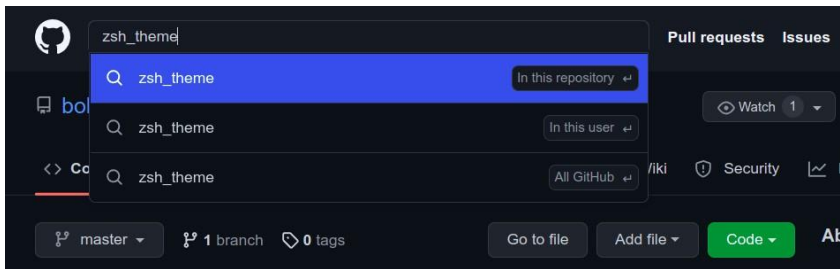 zsh_theme Pull requests Issues
zsh_theme In this repository ↵
bol Watch 1
zsh_theme In this user ↵
<> Co Security
zsh_theme All GitHub ↵
master 1 branch 0 tags Go to file Add file Code Ab